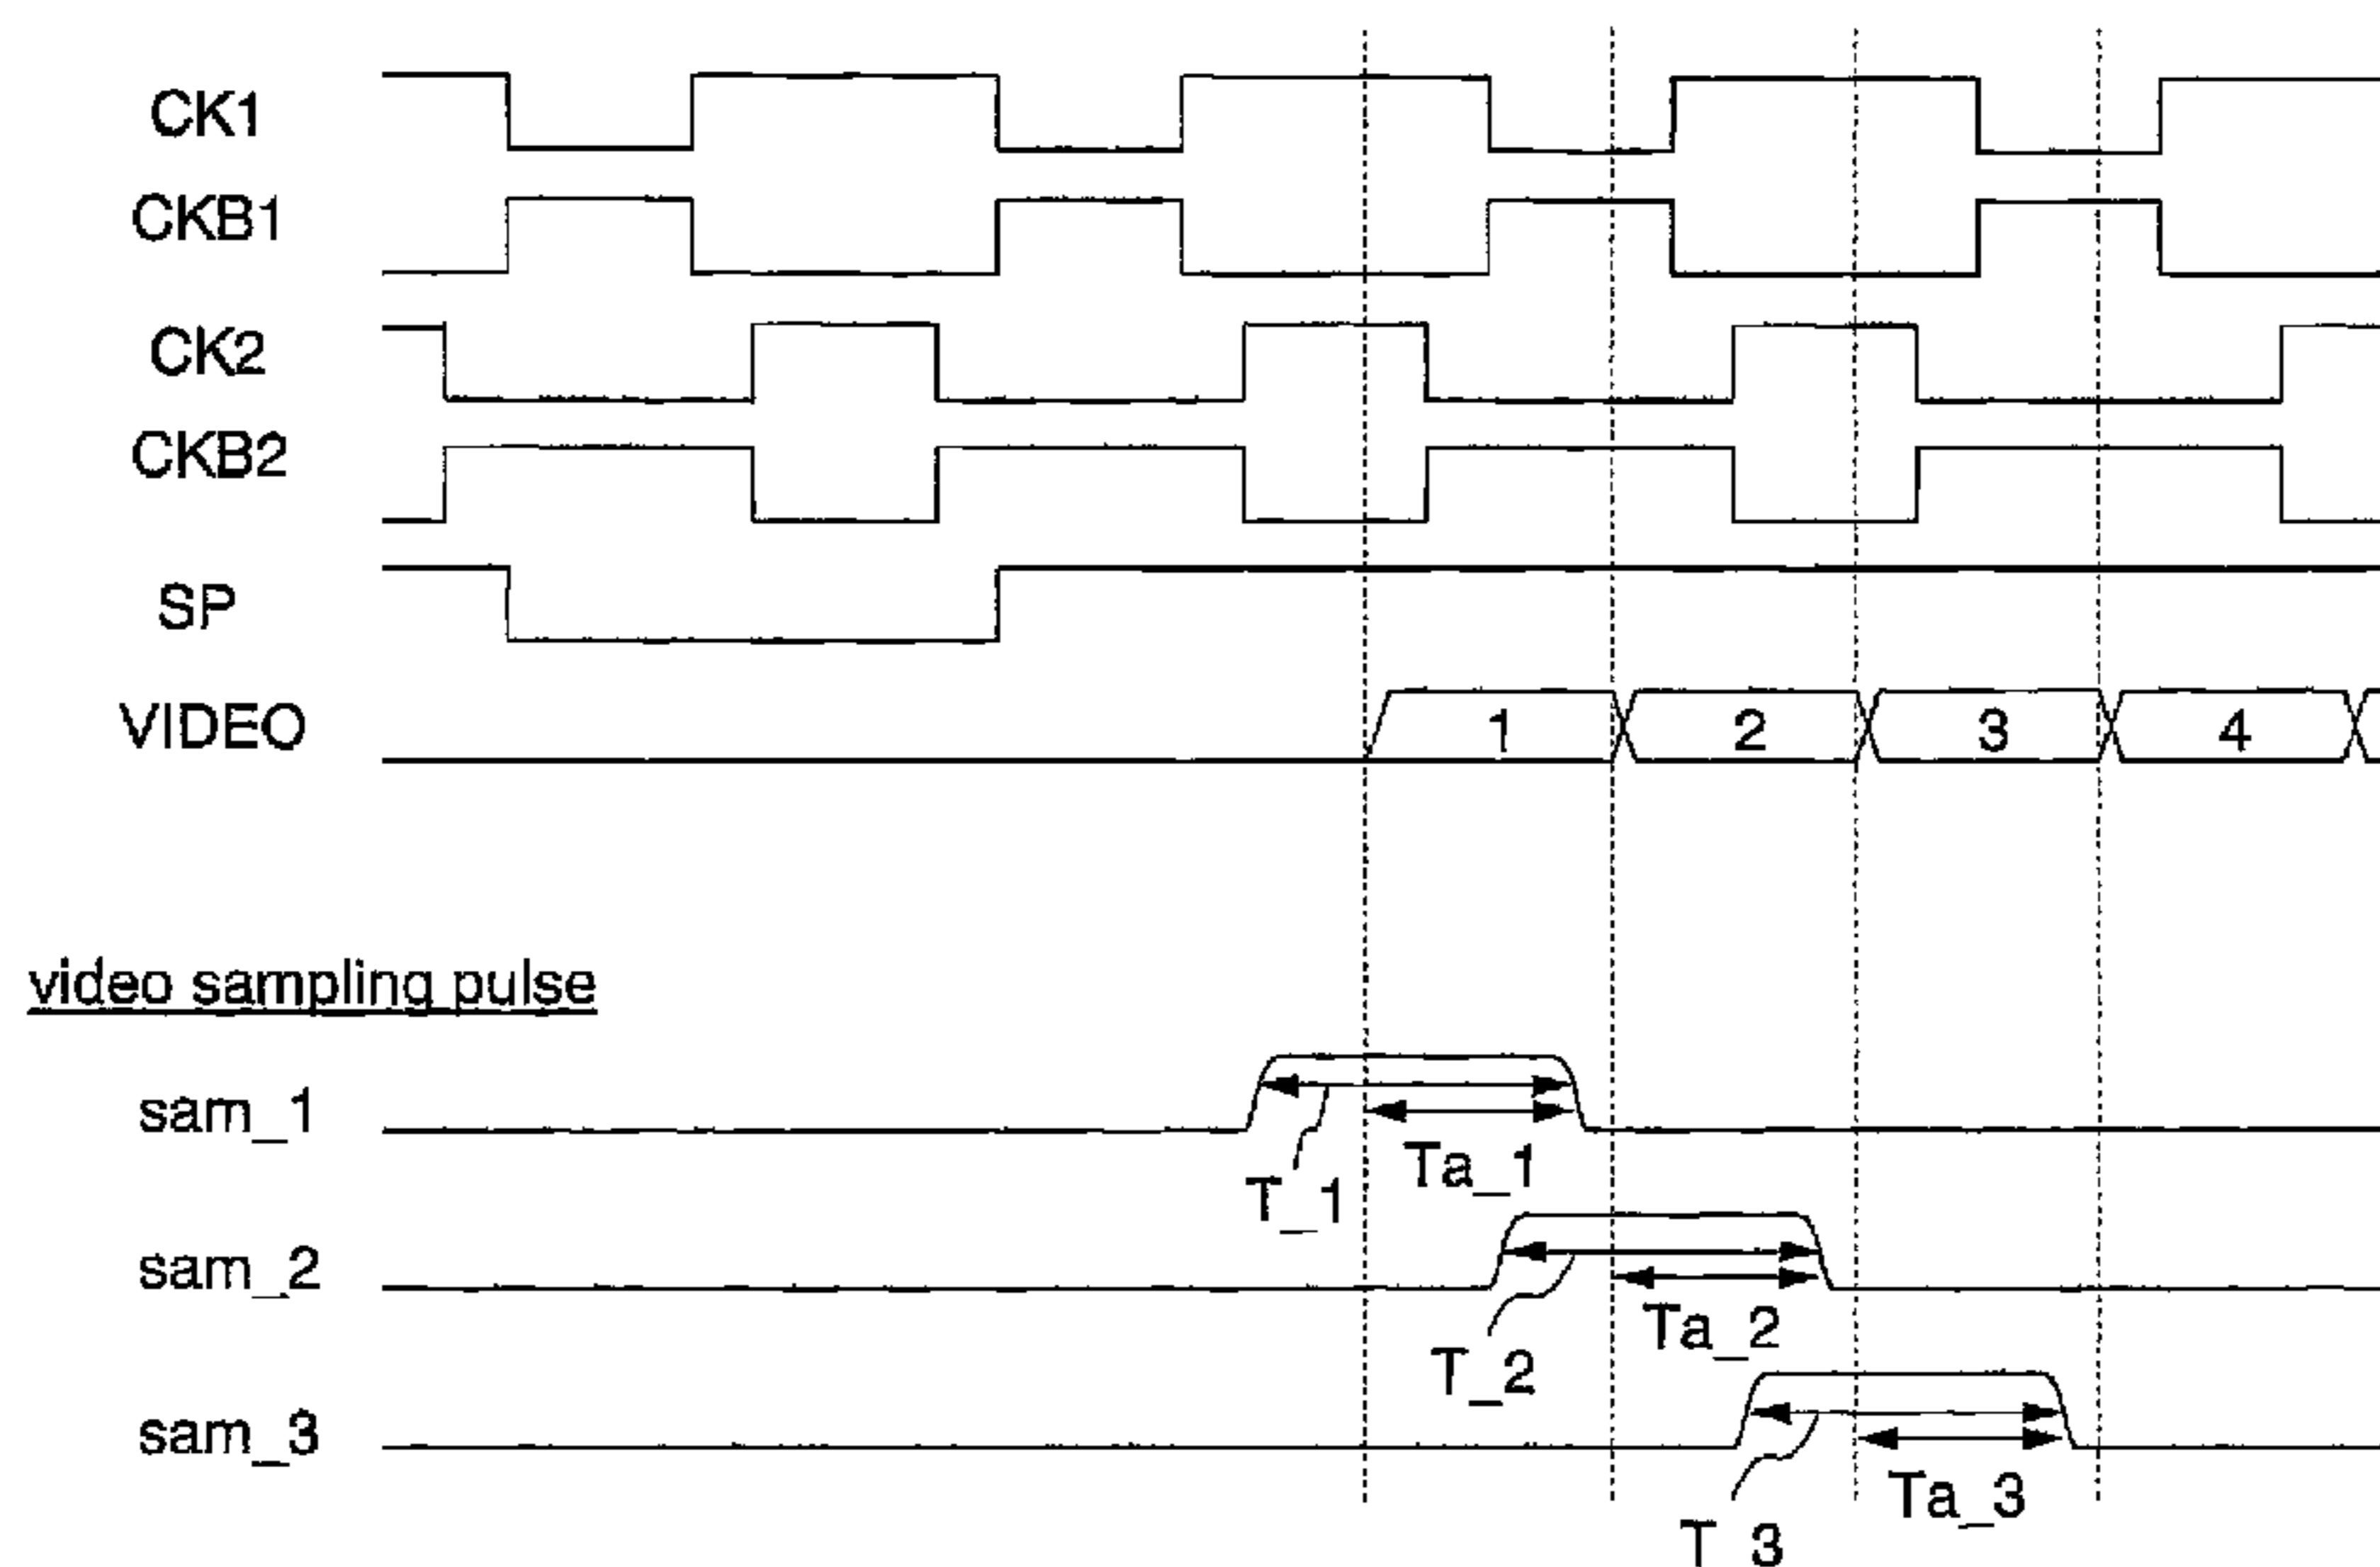 CK1
CKB1
CK2
CKB2
SP
VIDEO
1 2 3 4
video sampling pulse
sam_1
T_1 Ta_1
sam_2
T_2 Ta_2
sam_3
T_3 Ta_3